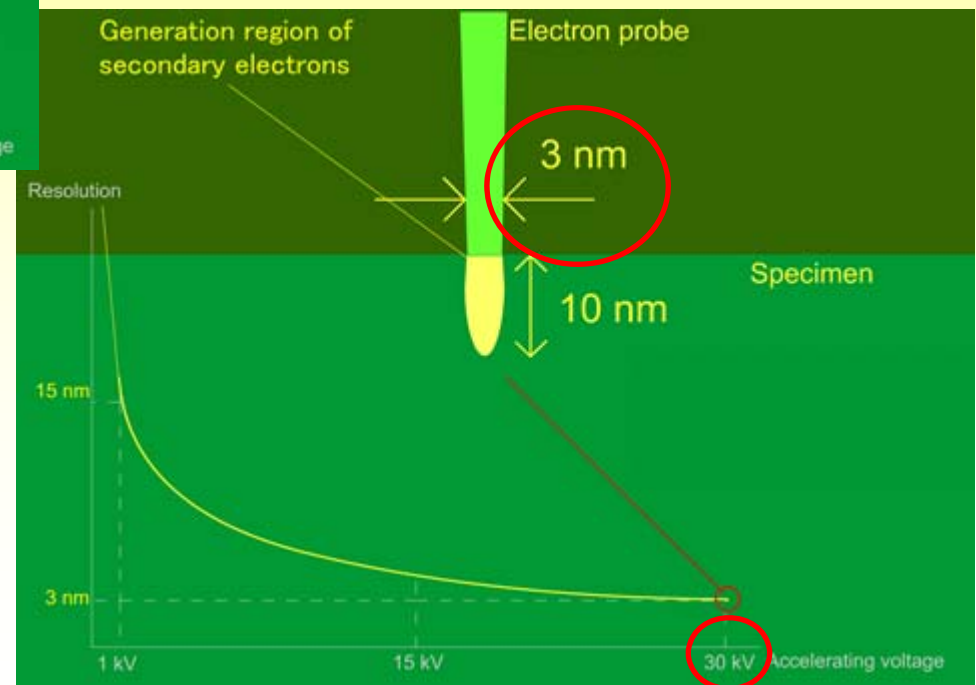 Generation region of
secondary electrons
Electron probe
3 nm
Resolution
Specimen
10 nm
15 nm
3 nm
1 kV
15 kV
30 kV
Accelerating voltage